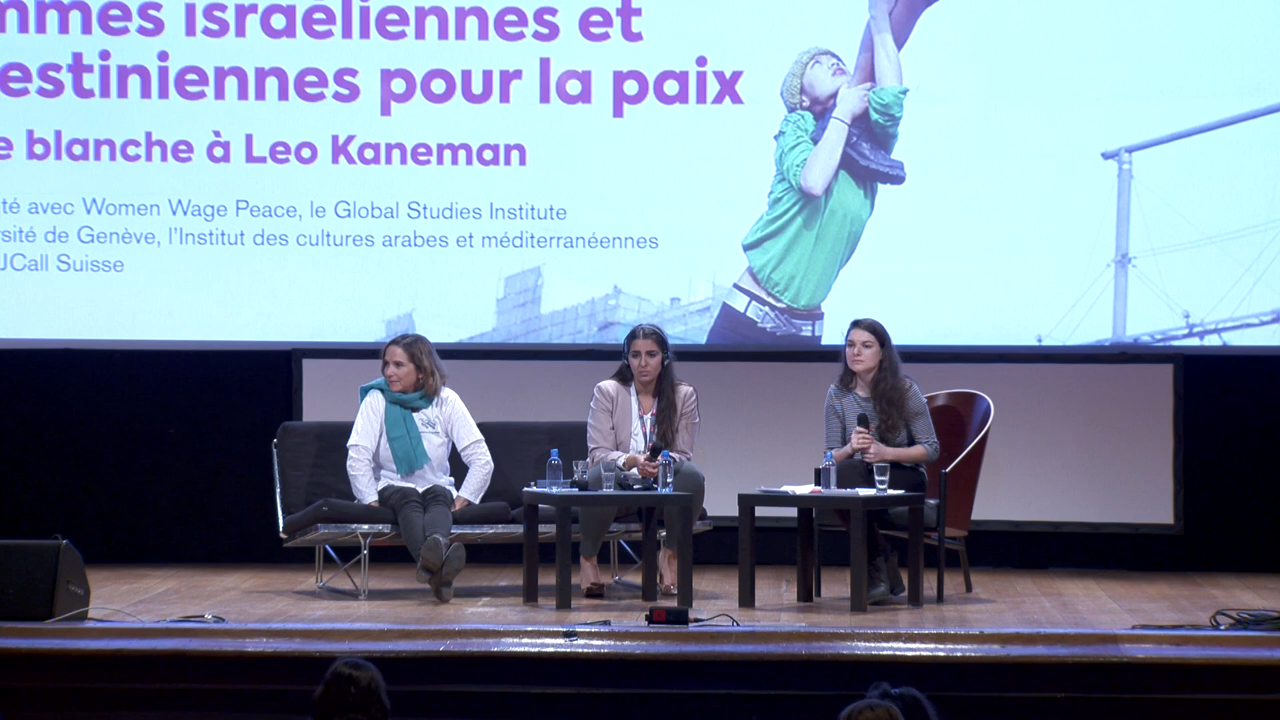 mmes israéliennes et
estiniennes pour la paix
e blanche à Leo Kaneman
té avec Women Wage Peace, le Global Studies Institute
rsité de Genève, l'Institut des cultures arabes et méditerranéennes
JCall Suisse